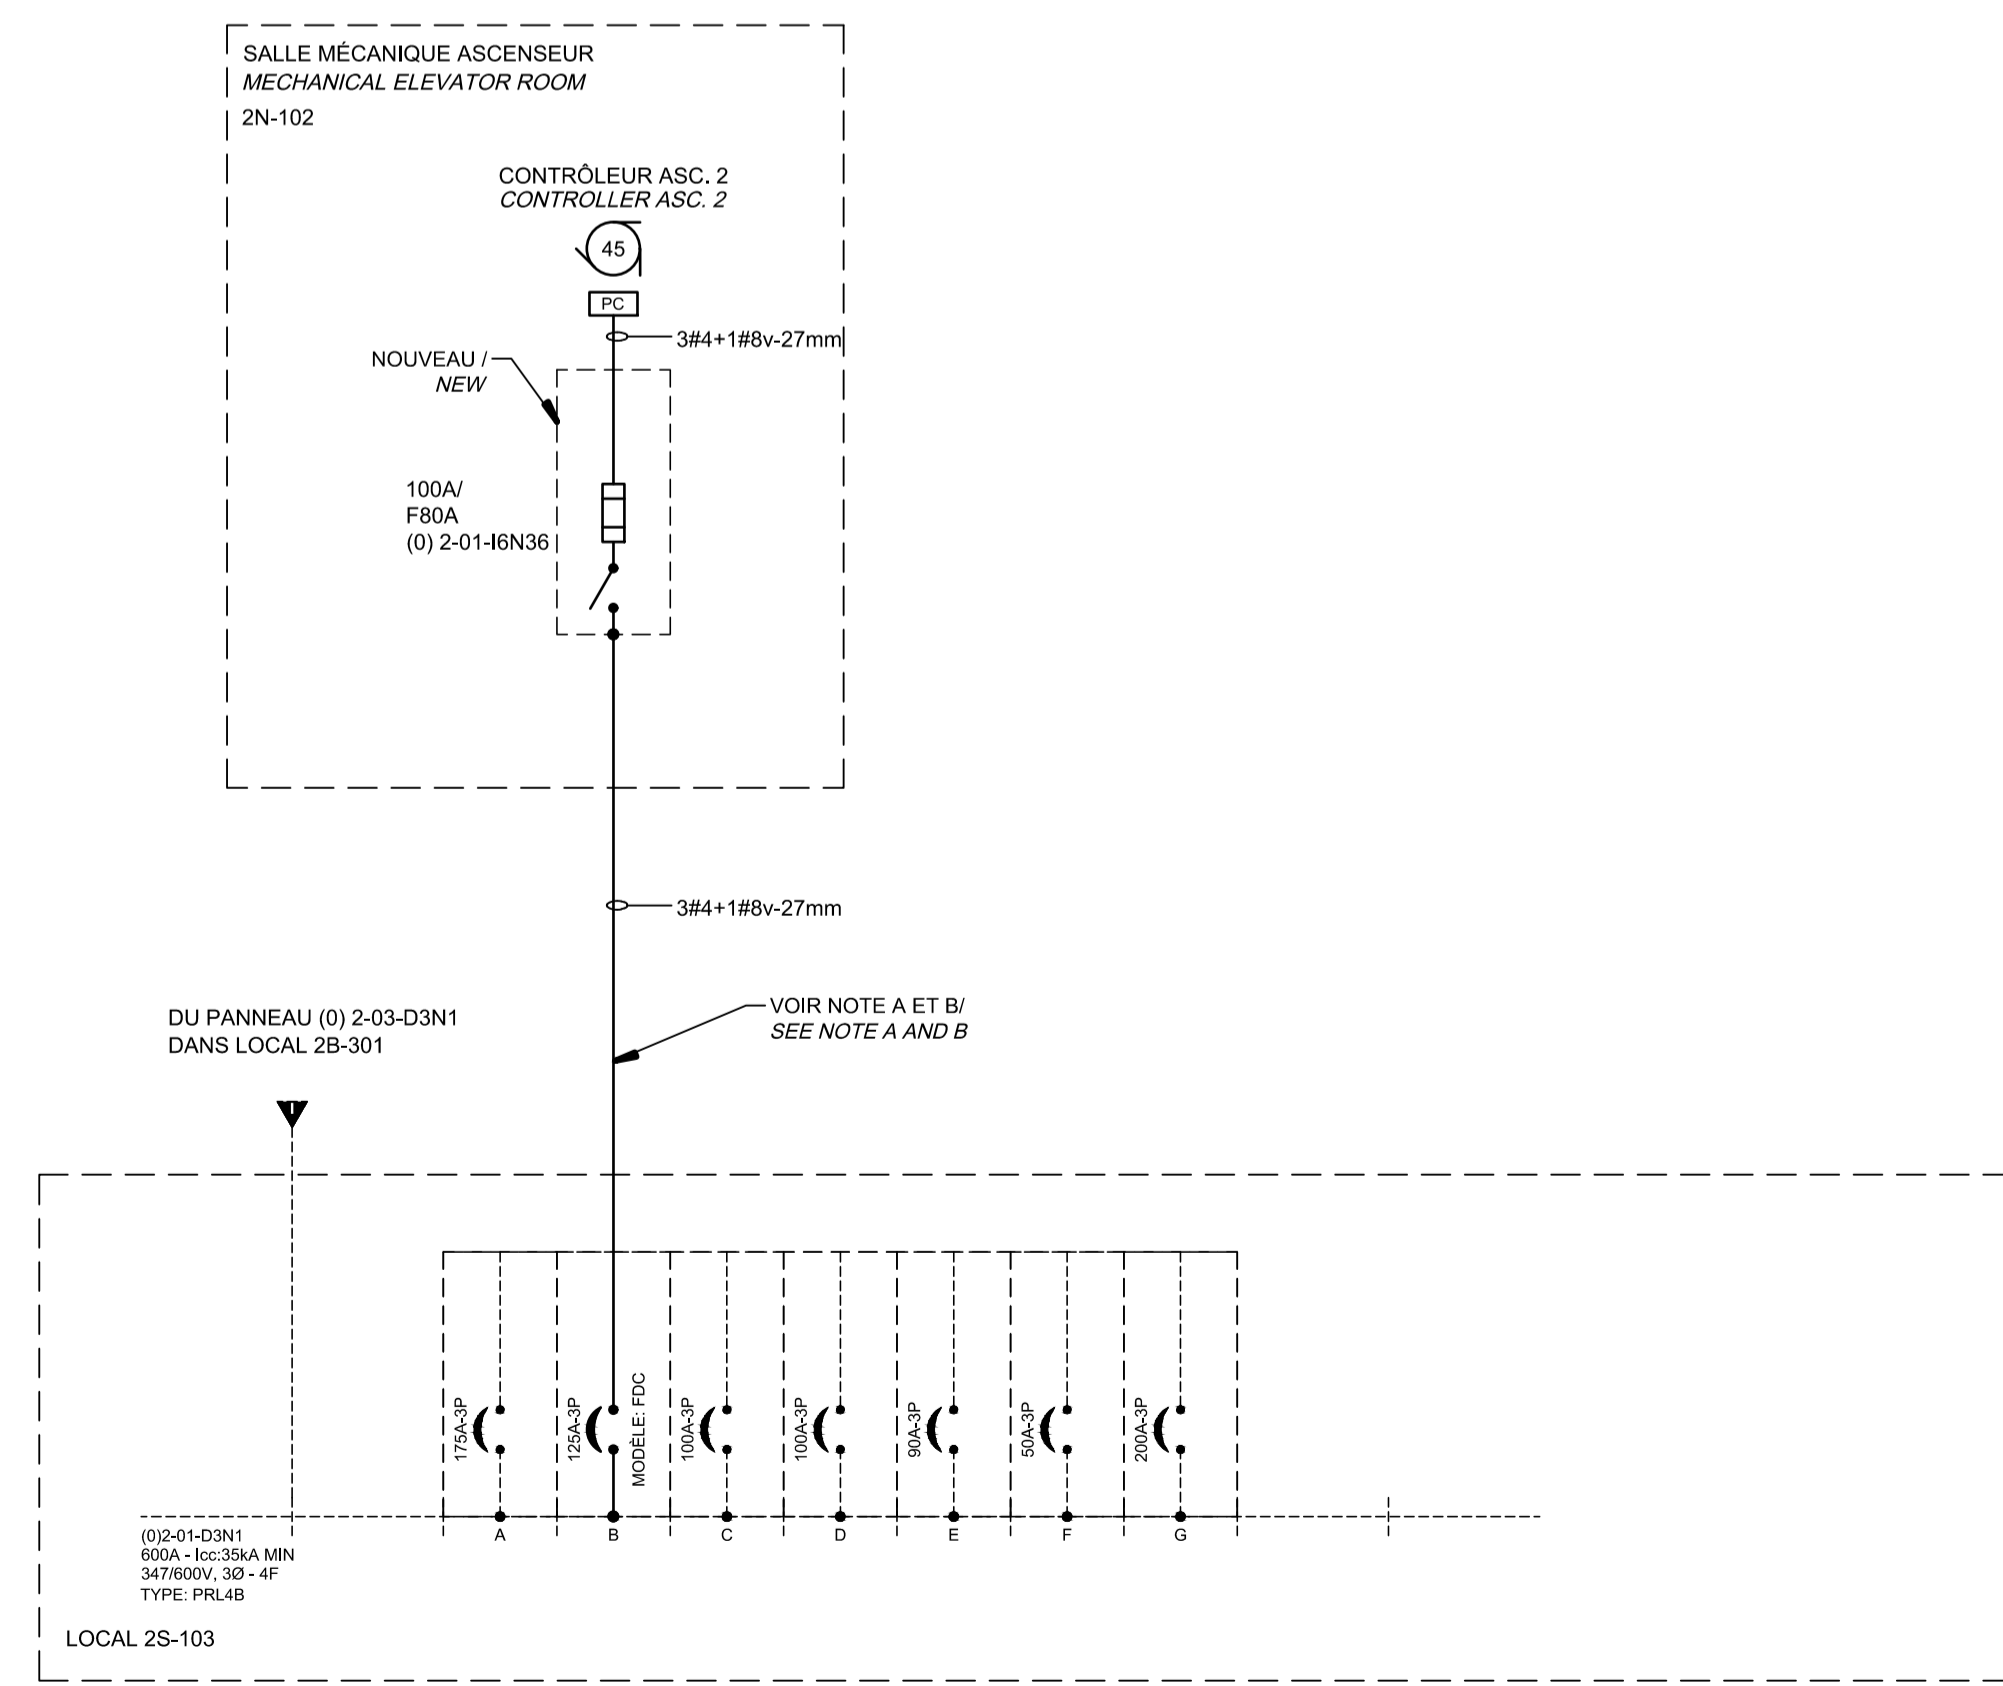 SALLE MÉCANIQUE ASCENSEUR
MECHANICAL ELEVATOR ROOM
2N-102
CONTRÔLEUR ASC. 2
CONTROLLER ASC. 2
45
PC
3#4+1#8v-27mm
NOUVEAU /
NEW
100A/
F80A
(0) 2-01-I6N36
3#4+1#8v-27mm
VOIR NOTE A ET B/
SEE NOTE A AND B
DU PANNEAU (0) 2-03-D3N1
DANS LOCAL 2B-301
I
175A-3P
125A-3P
MODÈLE: FDC
100A-3P
100A-3P
90A-3P
50A-3P
200A-3P
A
B
C
D
E
F
G
(0)2-01-D3N1
600A - Icc:35kA MIN
347/600V, 3Ø - 4F
TYPE: PRL4B
LOCAL 2S-103